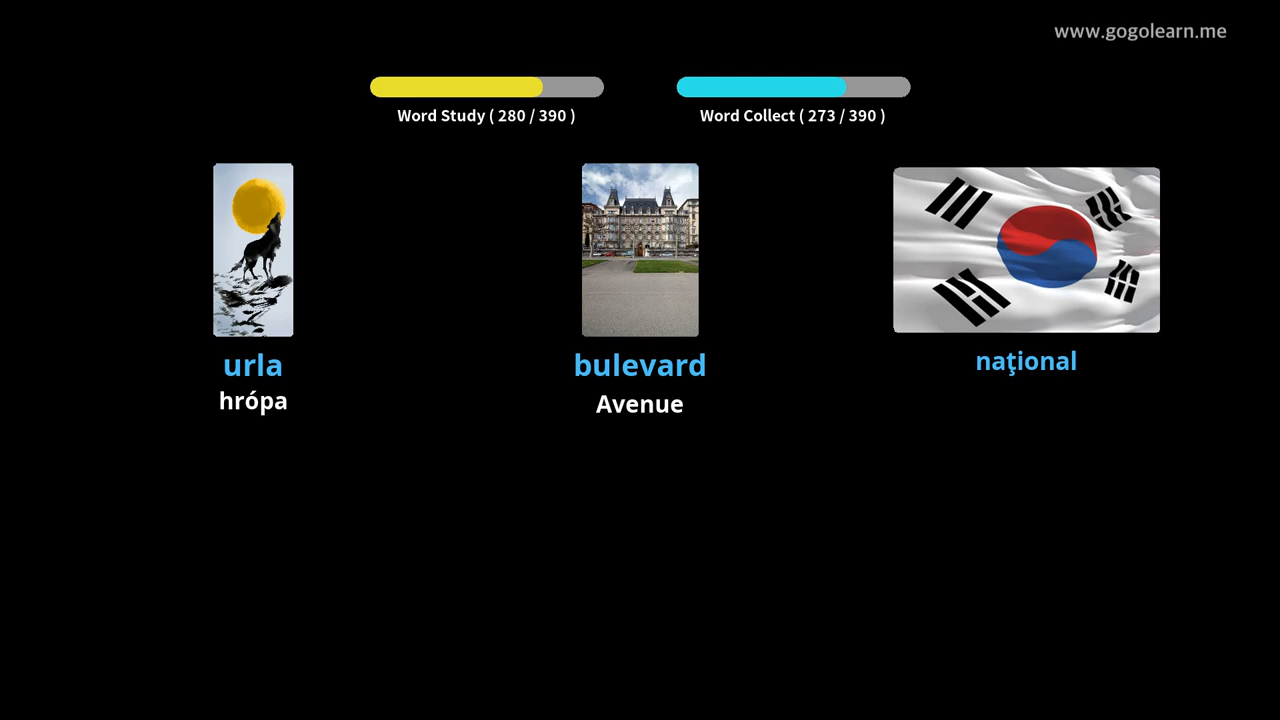 www.gogolearn.me
Word Study ( 280 / 390 )
Word Collect ( 273 / 390 )
urla
hrópa
bulevard
Avenue
naţional